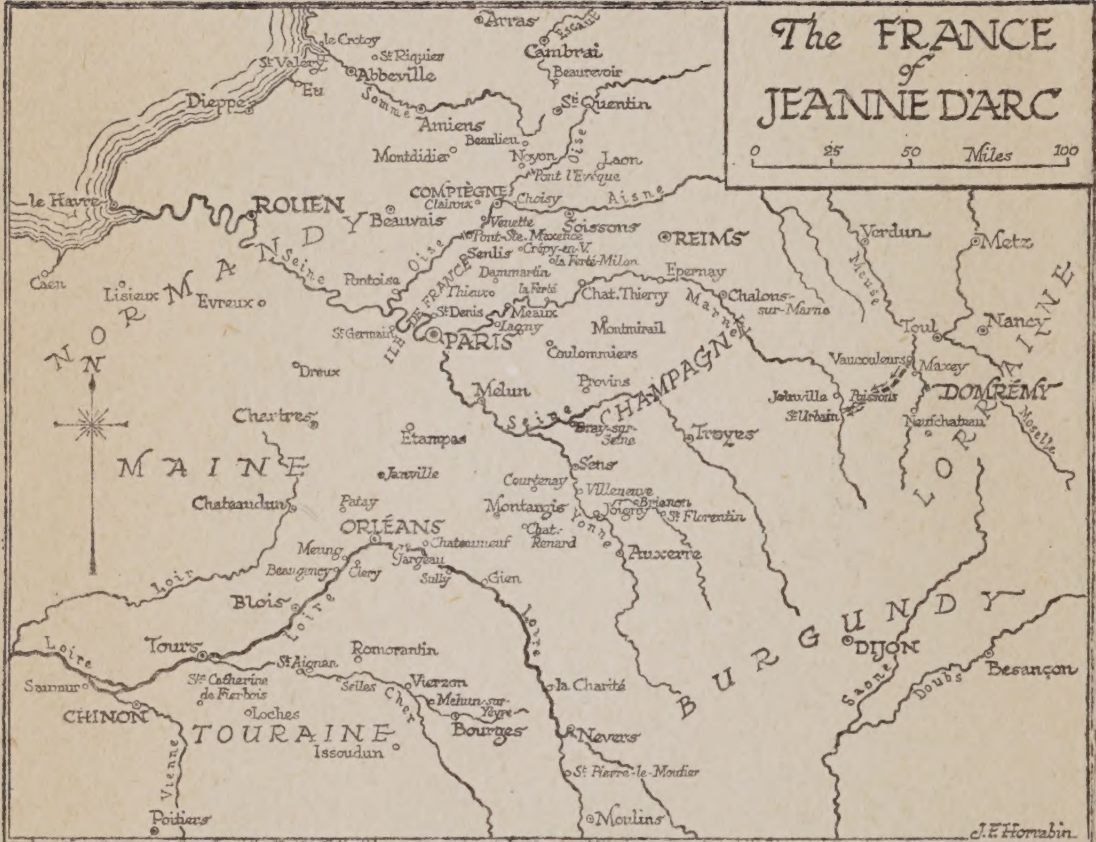 The FRANCE
of
JEANNE D'ARC
0 25 50 Miles 100
Arras
Escaut
Cambrai
Beaurevoir
le Crotoy
St Riquier
St Valery
Abbeville
Eu
Somme
Dieppe
Amiens
St Quentin
Beaulieu
Oise
Montdidier
Noyon
Laon
Pont l'Evêque
COMPIÈGNE
Clairoix
Choisy
Aisne
le Havre
ROUEN
Beauvais
Venette
Soissons
Pont-Ste. Maxence
REIMS
Verdun
Metz
Senlis
Crépy-en-V.
la Ferté-Milon
Oise
Seine
Caen
Lisieux
Evreux
NORMANDY
Pontoise
ILE DE FRANCE
Dammartin
Thieux
la Ferté
Chat. Thierry
Epernay
Marne
Chalons-
sur-Marne
Meuse
St Denis
Meaux
Lagny
St Germain
PARIS
Montmirail
Coulommiers
Toul
Nancy
LORRAINE
Vaucouleurs
Maxey
N
Dreux
Melun
Provins
CHAMPAGNE
Joinville
Poissons
DOMRÉMY
St Urbain
Neufchateau
Moselle
Chertres
Seine
Bray-sur-
Seine
Troyes
Étampes
MAINE
Janville
Sens
Courtenay
Villeneuve
Chateaudun
Patay
Montargis
Joigny
Brienon
St Florentin
Yonne
ORLÉANS
Chat.
Renard
Chateauneuf
Meung
Jargeau
Auxerre
Beaugency
Clery
Sully
Gien
Loir
Blois
Loire
Loire
BURGUNDY
Tours
Loire
Romorantin
St Aignan
DIJON
Besançon
Saumur
Ste Catherine
de Fierbois
Selles
Vierzon
Cher
Mehun-sur-
Yevre
la Charité
Saone
Doubs
CHINON
Loches
TOURAINE
Bourges
Nevers
Issoudun
Vienne
St Pierre-le-Moutier
Poitiers
Moulins
J.F. Horrabin